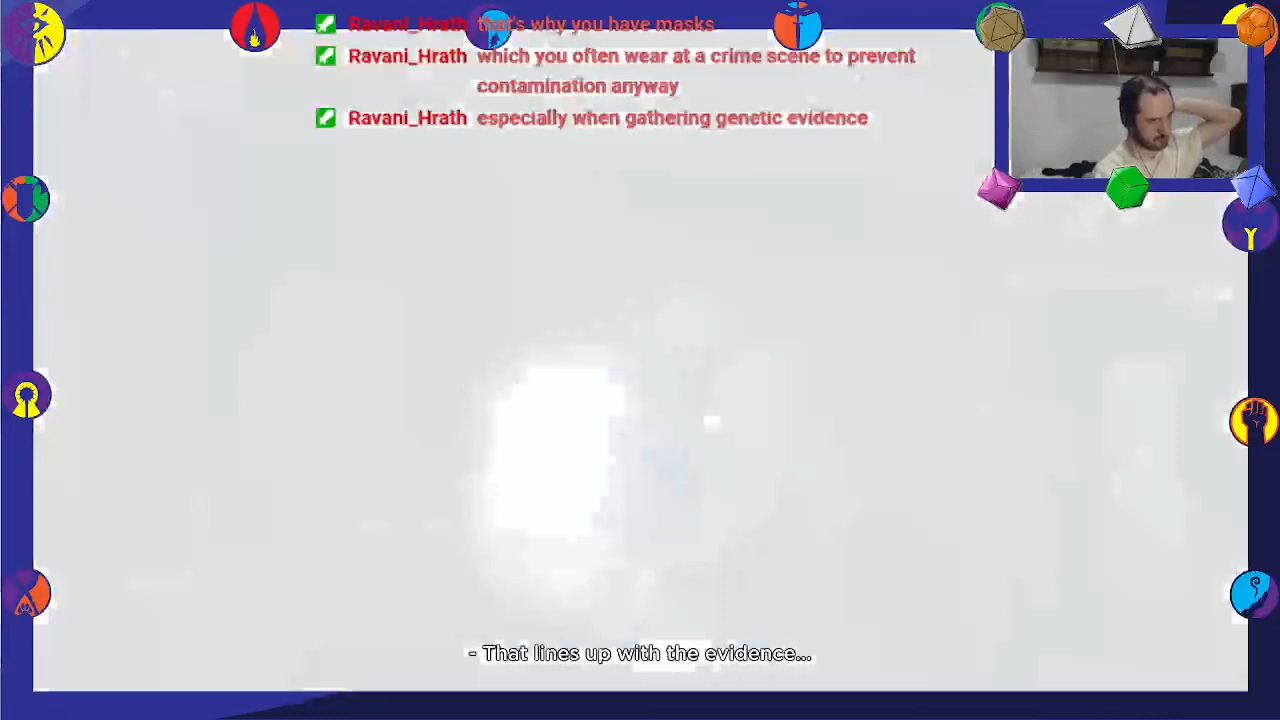 Ravani_Hrath that's why you have masks
Ravani_Hrath which you often wear at a crime scene to prevent
contamination anyway
Ravani_Hrath especially when gathering genetic evidence
- That lines up with the evidence...